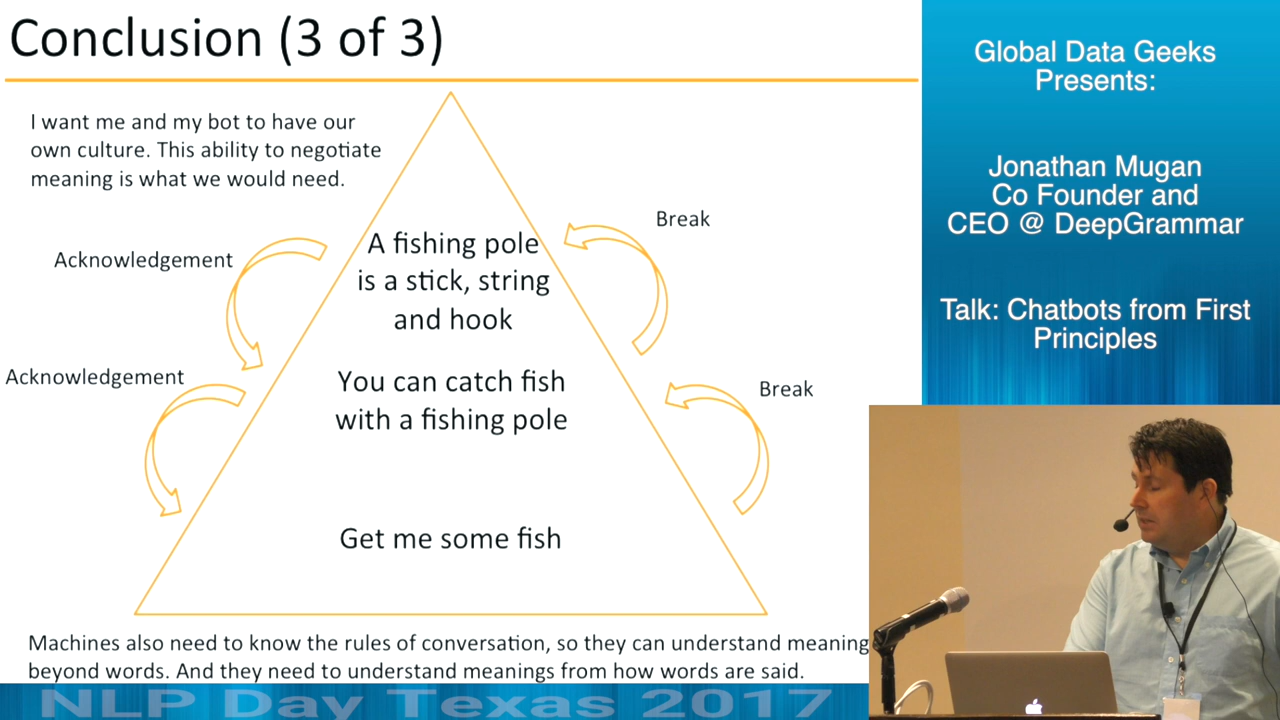 Conclusion (3 of 3)
I want me and my bot to have our
own culture. This ability to negotiate
meaning is what we would need.
Break
Acknowledgement
A fishing pole
is a stick, string
and hook
Acknowledgement
You can catch fish
with a fishing pole
Break
Get me some fish
Machines also need to know the rules of conversation, so they can understand meaning
beyond words. And they need to understand meanings from how words are said.
Global Data Geeks
Presents:
Jonathan Mugan
Co Founder and
CEO @ DeepGrammar
Talk: Chatbots from First
Principles
NLP Day Texas 2017